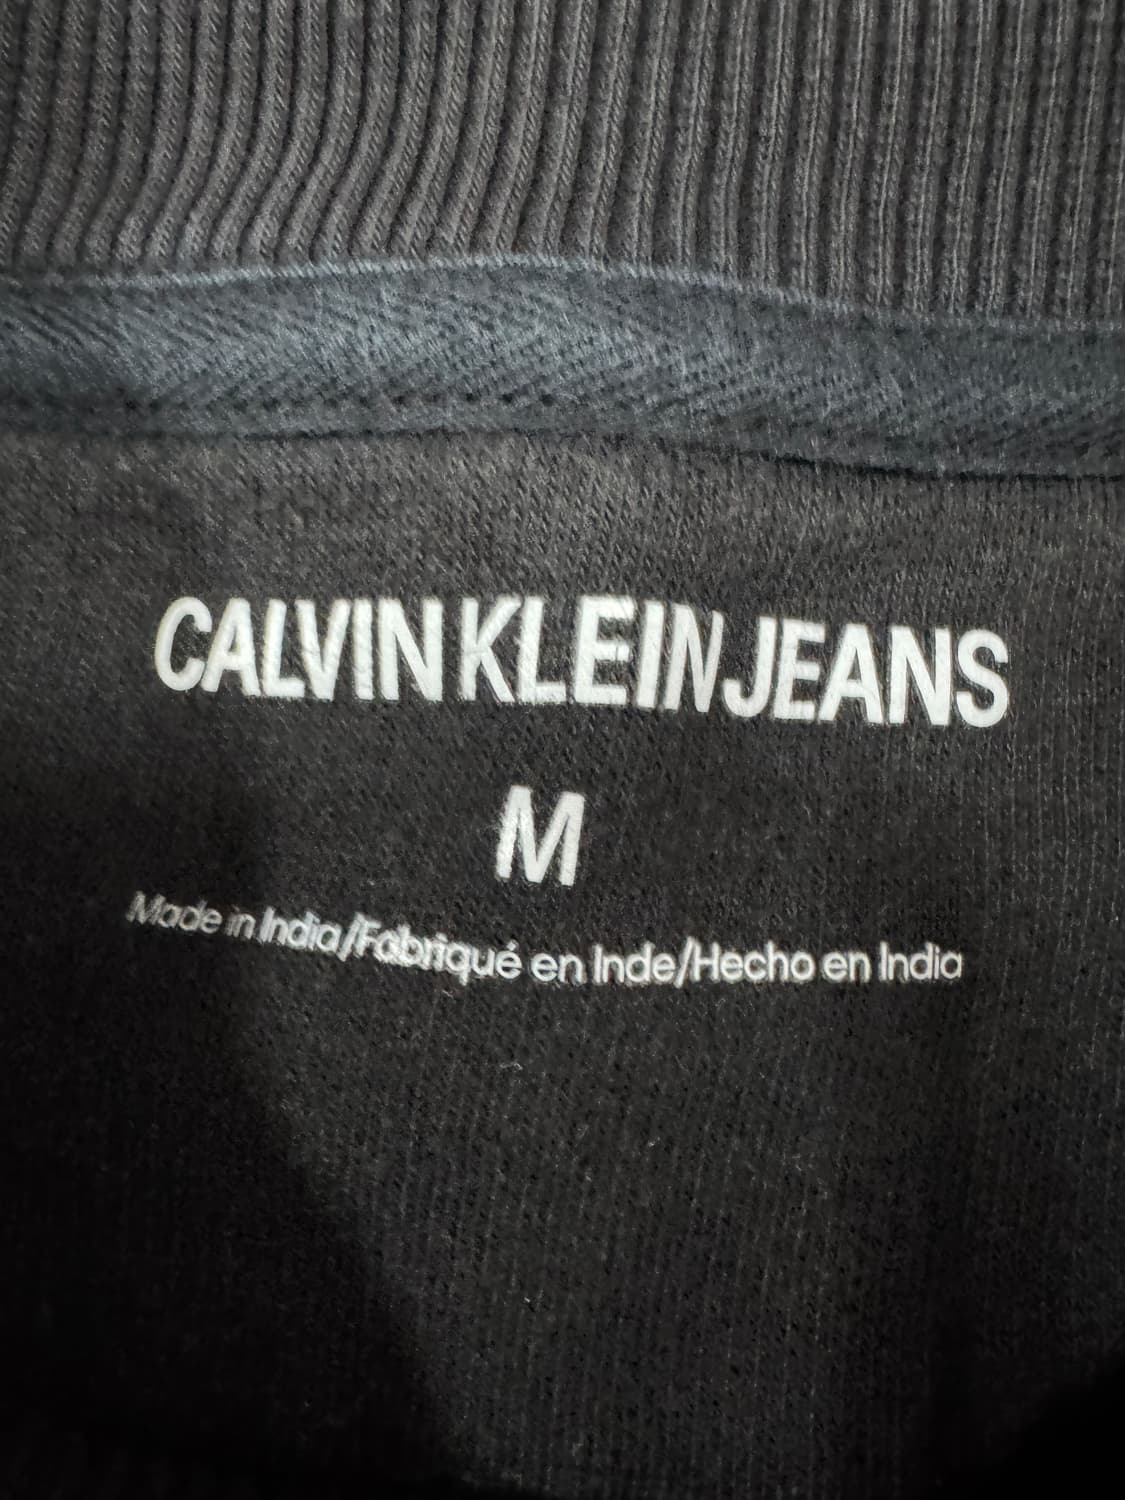 CALVIN KLEIN JEANS
M
Made in India/Fabriqué en Inde/Hecho en India